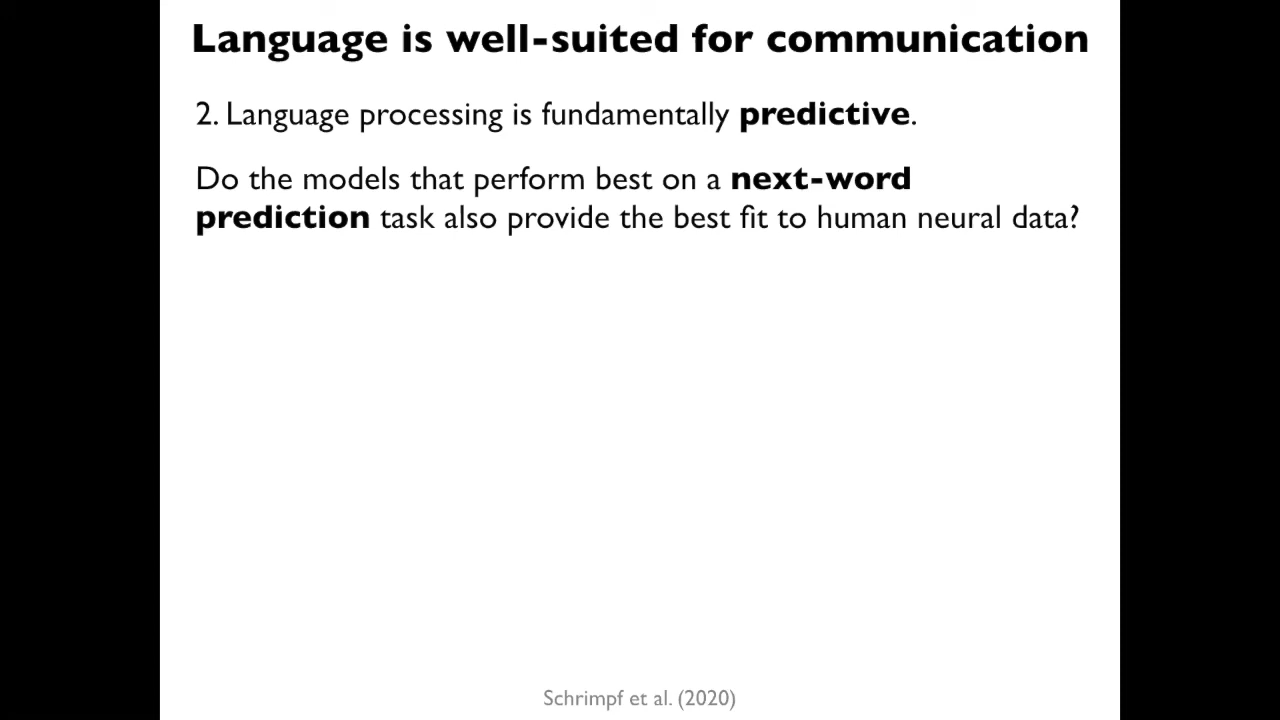 Language is well-suited for communication
2. Language processing is fundamentally predictive.
Do the models that perform best on a next-word
prediction task also provide the best fit to human neural data?
Schrimpf et al. (2020)